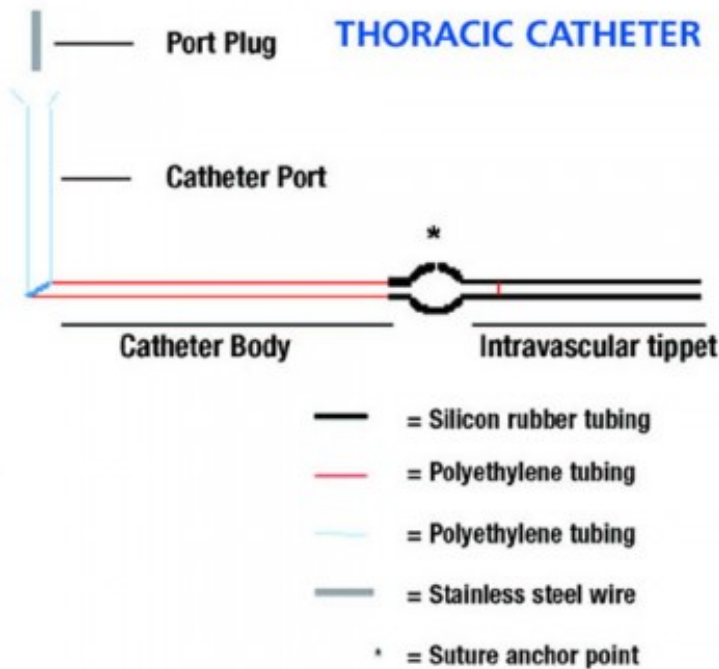 Port Plug
THORACIC CATHETER
Catheter Port
*
Catheter Body
Intravascular tippet
= Silicon rubber tubing
= Polyethylene tubing
= Polyethylene tubing
= Stainless steel wire
* = Suture anchor point